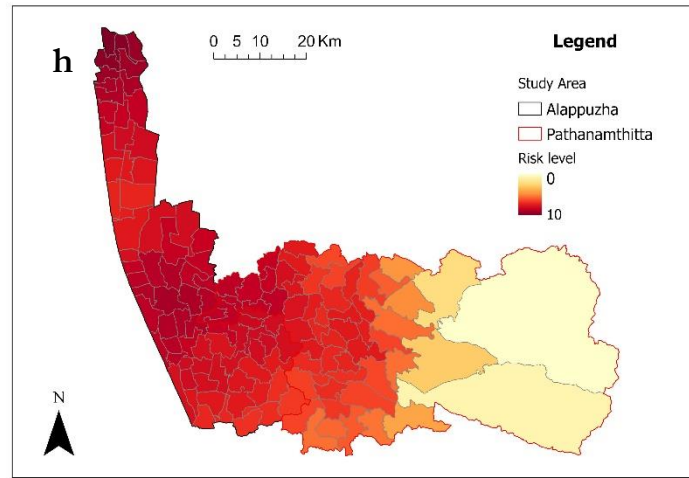 h
0 5 10 20 Km
Legend
Study Area
Alappuzha
Pathanamthitta
Risk level
0
10
N